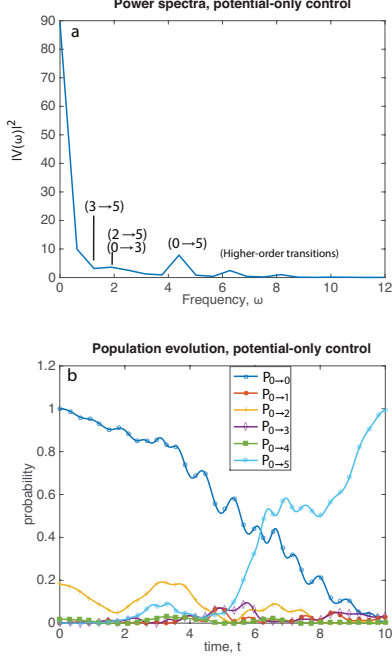 Power spectra, potential-only control
a
90
80
70
60
50
40
30
20
10
0
|V(ω)|²
(3→5)
(2→5)
(0→3)
(0→5)
(Higher-order transitions)
0 2 4 6 8 10 12
Frequency, ω
Population evolution, potential-only control
b
1.2
1
0.8
0.6
0.4
0.2
0
probability
P0→0
P0→1
P0→2
P0→3
P0→4
P0→5
0 2 4 6 8 10
time, t